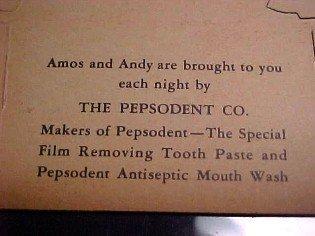 Amos and Andy are brought to you
each night by
THE PEPSODENT CO.
Makers of Pepsodent—The Special
Film Removing Tooth Paste and
Pepsodent Antiseptic Mouth Wash